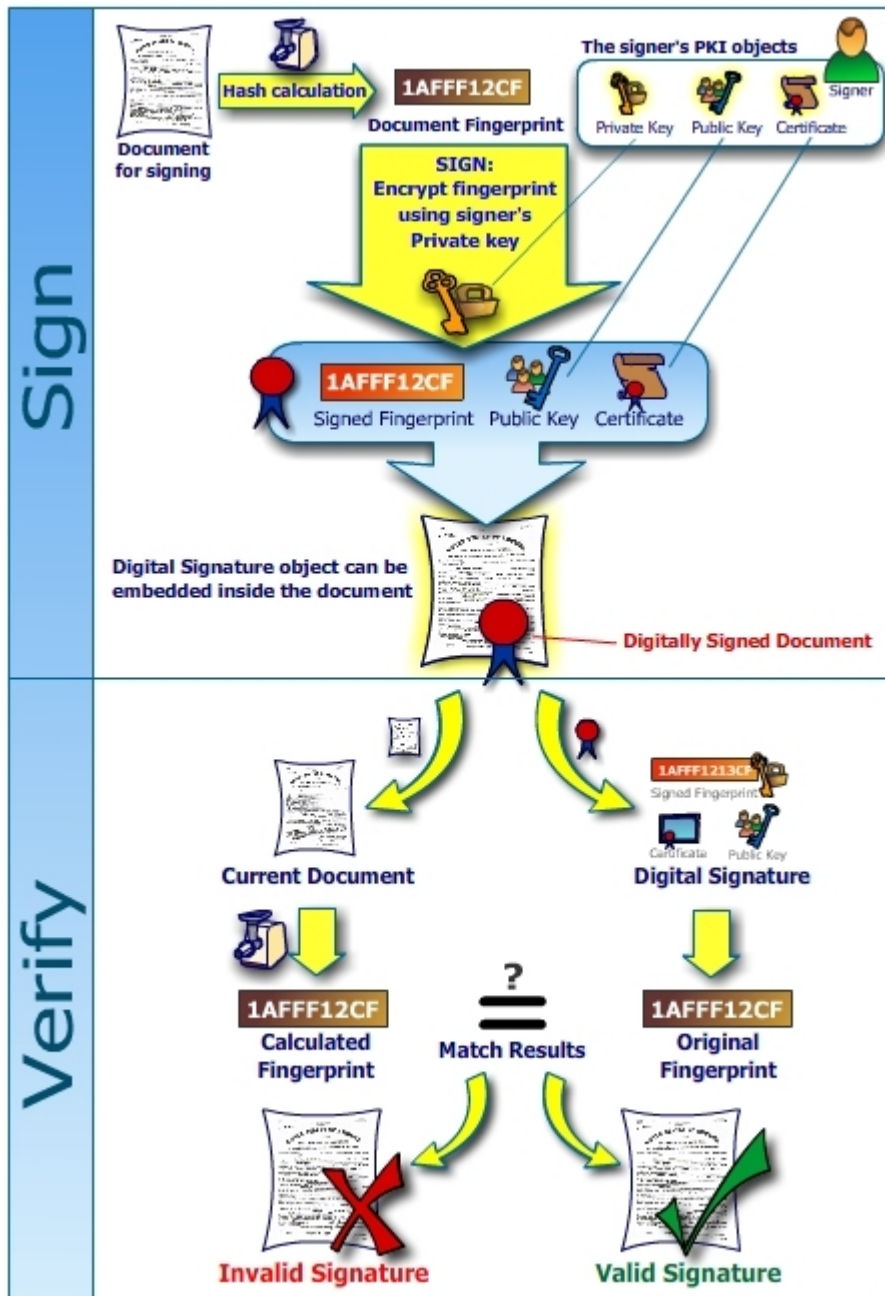 Sign
Hash calculation
1AFFF12CF
Document Fingerprint
Document
for signing
The signer's PKI objects
Signer
Private Key
Public Key
Certificate
SIGN:
Encrypt fingerprint
using signer's
Private key
1AFFF12CF
Signed Fingerprint
Public Key
Certificate
Digital Signature object can be
embedded inside the document
Digitally Signed Document
Verify
Current Document
1AFFF1213CF
Signed Fingerprint
Certificate
Public Key
Digital Signature
1AFFF12CF
Calculated
Fingerprint
?
=
Match Results
1AFFF12CF
Original
Fingerprint
Invalid Signature
Valid Signature